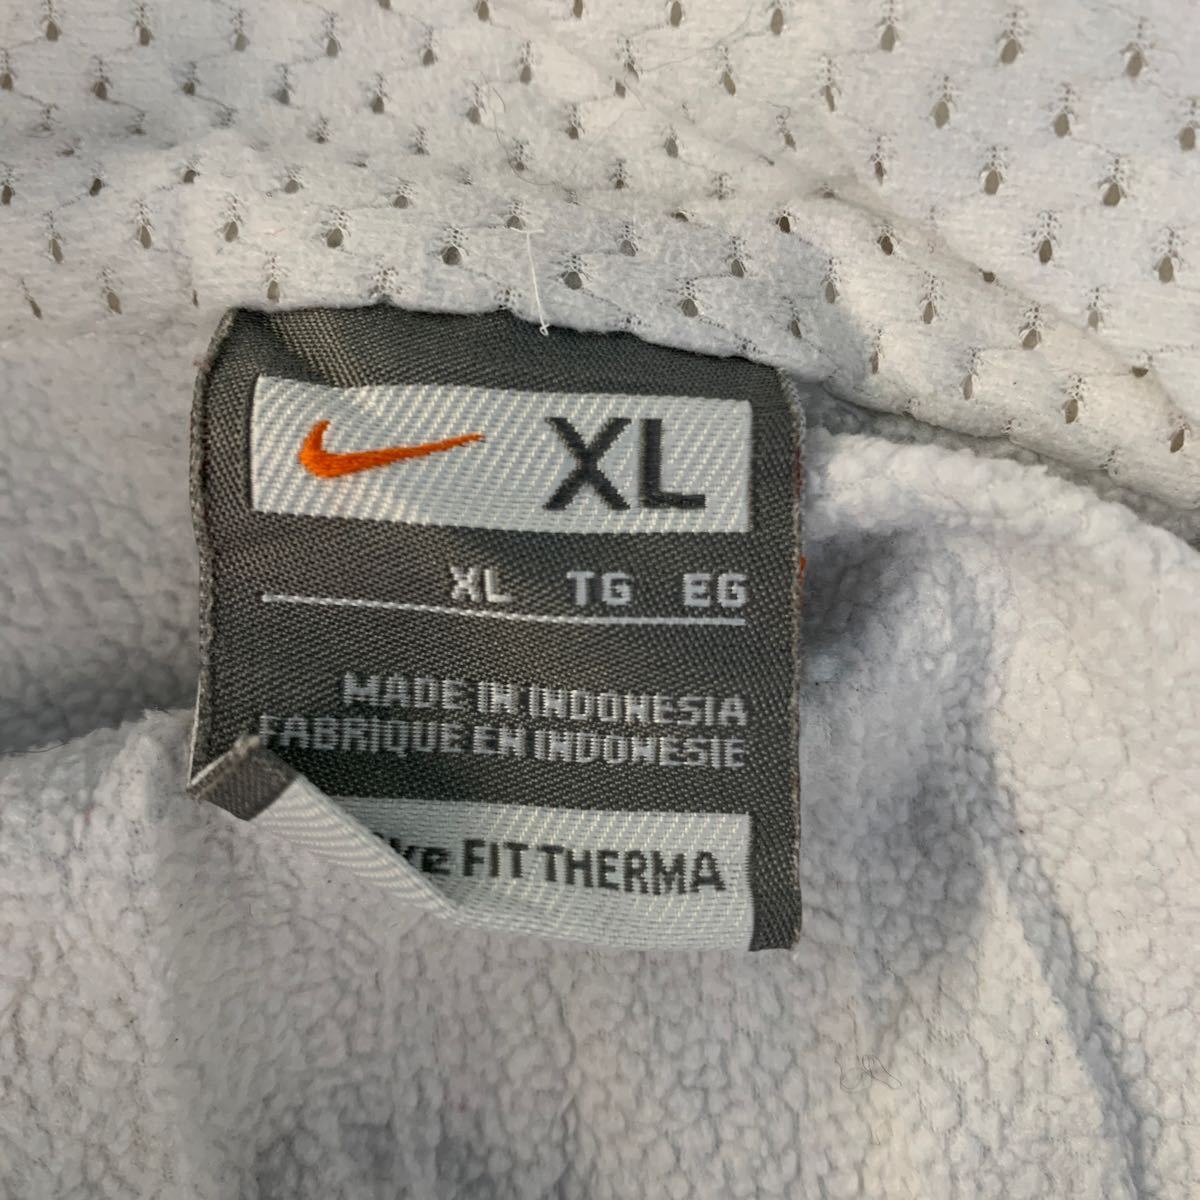 XL
XL TG EG
MADE IN INDONESIA
FABRIQUE EN INDONESIE
FIT THERMA